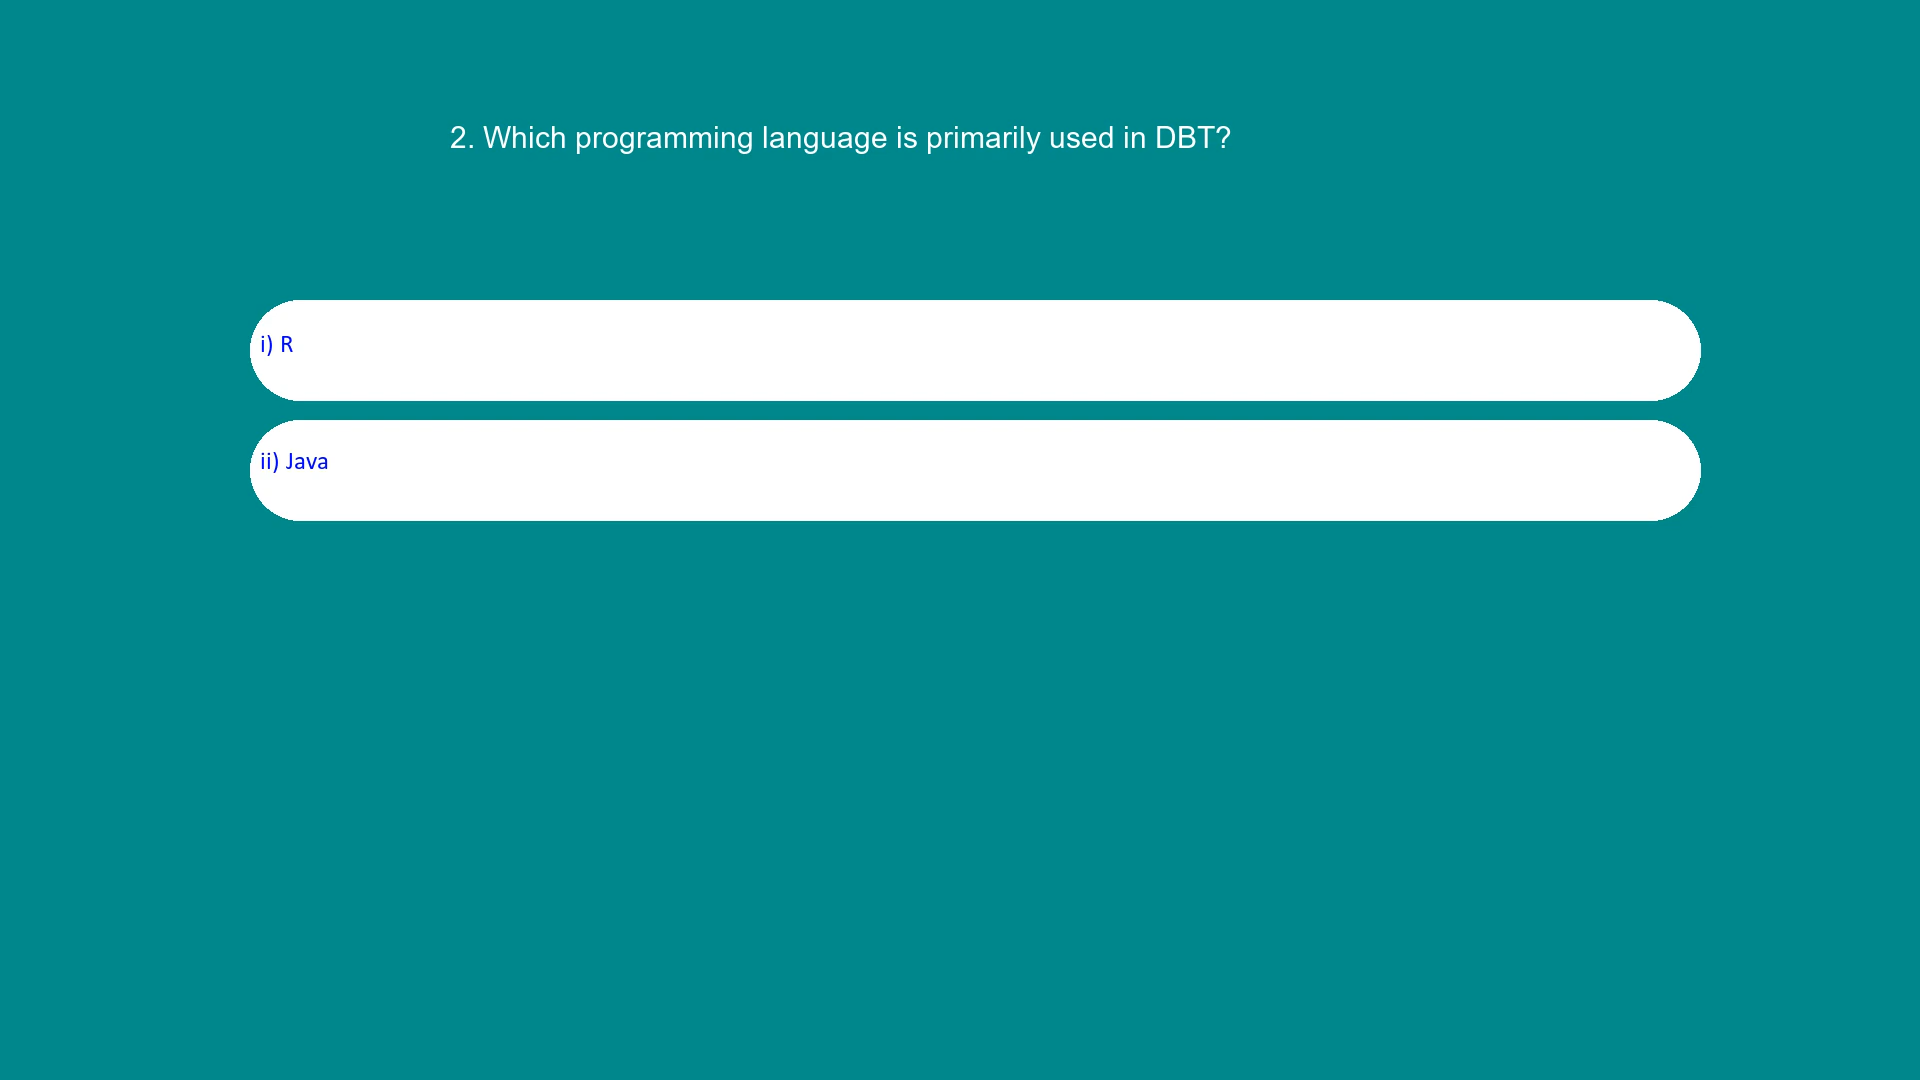 2. Which programming language is primarily used in DBT?
i) R
ii) Java